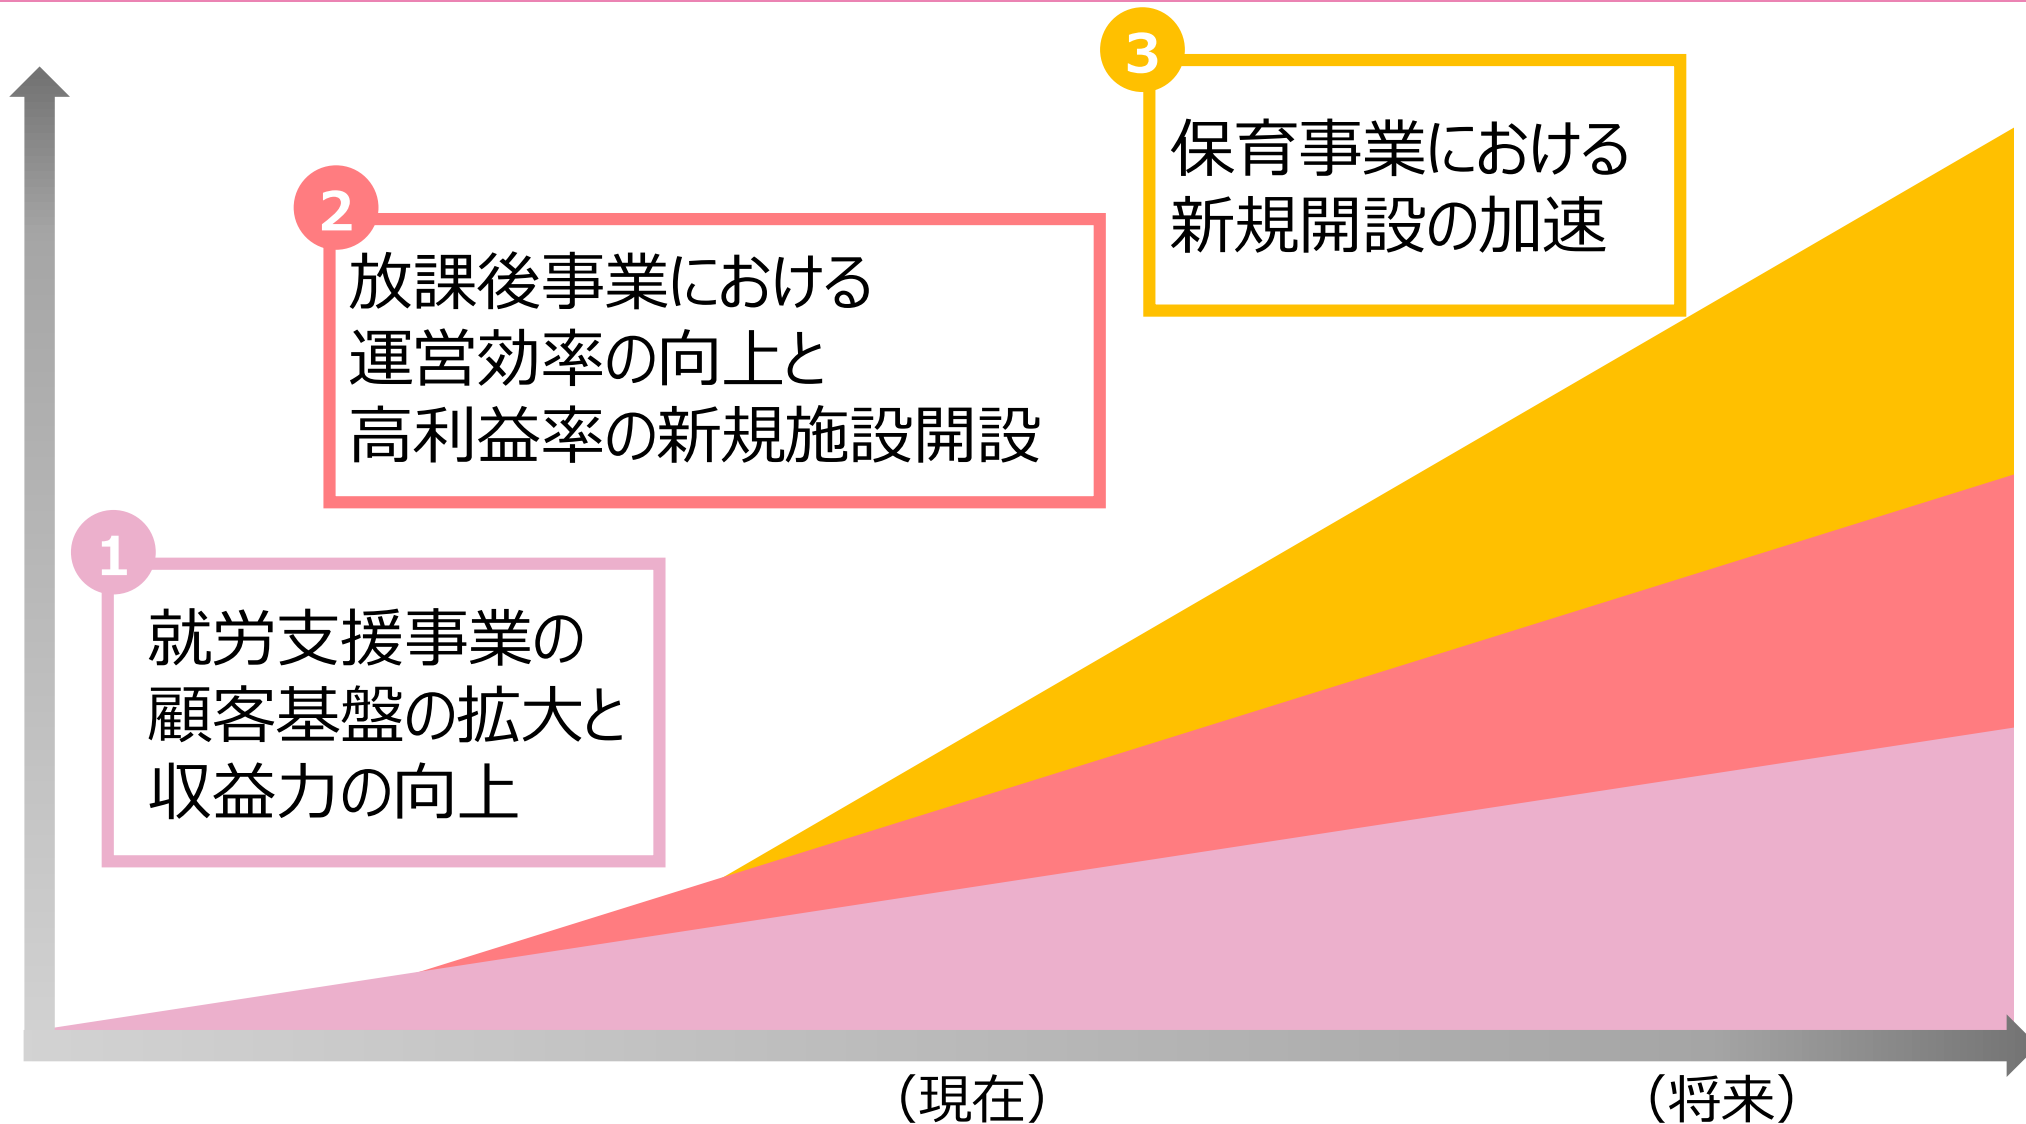 1
就労支援事業の
顧客基盤の拡大と
収益力の向上
2
放課後事業における
運営効率の向上と
高利益率の新規施設開設
3
保育事業における
新規開設の加速
（現在）
（将来）